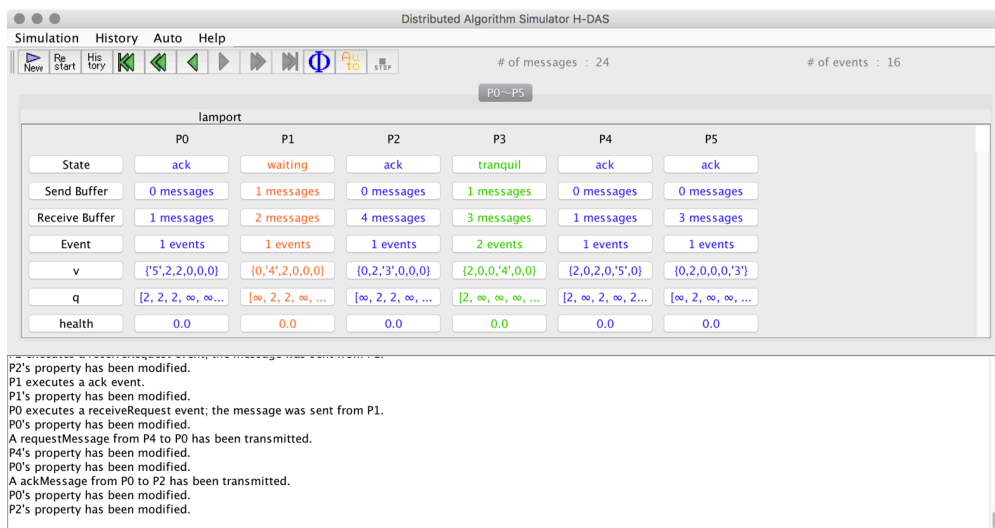 Distributed Algorithm Simulator H-DAS
Simulation History Auto Help
New Re start His tory Φ Au to STOP # of messages : 24 # of events : 16
P0～P5
lamport
P0 P1 P2 P3 P4 P5
State ack waiting ack tranquil ack ack
Send Buffer 0 messages 1 messages 0 messages 1 messages 0 messages 0 messages
Receive Buffer 1 messages 2 messages 4 messages 3 messages 1 messages 3 messages
Event 1 events 1 events 1 events 2 events 1 events 1 events
v {'5',2,2,0,0,0} {0,'4',2,0,0,0} {0,2,'3',0,0,0} {2,0,0,'4',0,0} {2,0,2,0,'5',0} {0,2,0,0,0,'3'}
q [2, 2, 2, ∞, ∞... [∞, 2, 2, ∞, ... [∞, 2, 2, ∞, ... [2, ∞, ∞, ∞, ... [2, ∞, 2, ∞, 2... [∞, 2, ∞, ∞, ...
health 0.0 0.0 0.0 0.0 0.0 0.0
P2's property has been modified.
P1 executes a ack event.
P1's property has been modified.
P0 executes a receiveRequest event; the message was sent from P1.
P0's property has been modified.
A requestMessage from P4 to P0 has been transmitted.
P4's property has been modified.
P0's property has been modified.
A ackMessage from P0 to P2 has been transmitted.
P0's property has been modified.
P2's property has been modified.